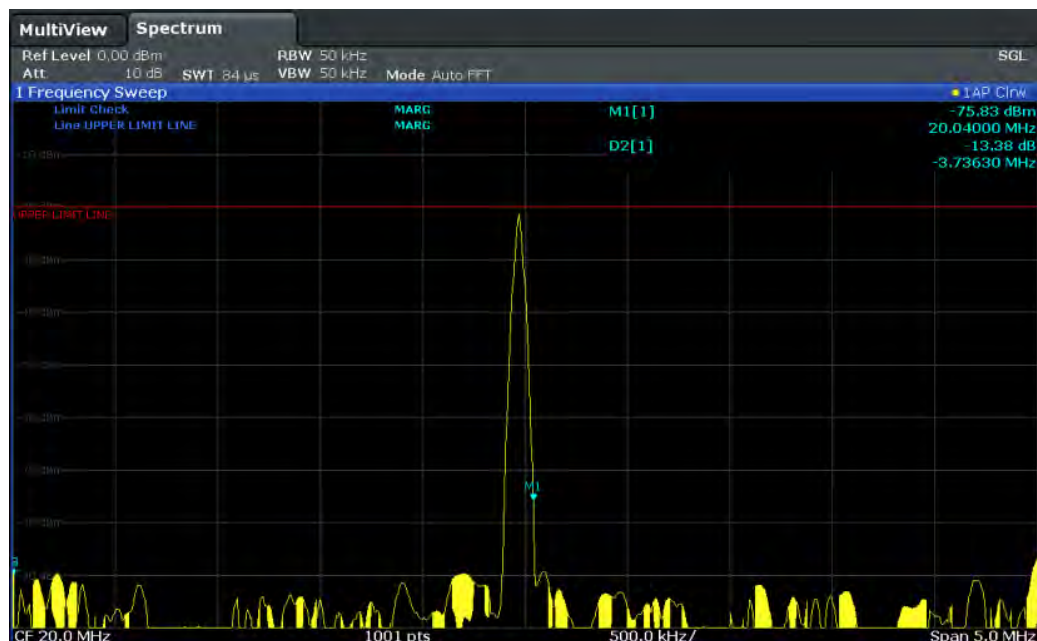 MultiView Spectrum
Ref Level 0.00 dBm RBW 50 kHz SGL
Att 10 dB SWT 84 µs VBW 50 kHz Mode Auto FFT
1 Frequency Sweep 1AP Clrw
Limit Check MARG
Line UPPER LIMIT LINE MARG
M1[1] -75.83 dBm
20.04000 MHz
D2[1] -13.38 dB
-3.73630 MHz
-10 dBm
UPPER LIMIT LINE
M1
CF 20.0 MHz 1001 pts 500.0 kHz/ Span 5.0 MHz